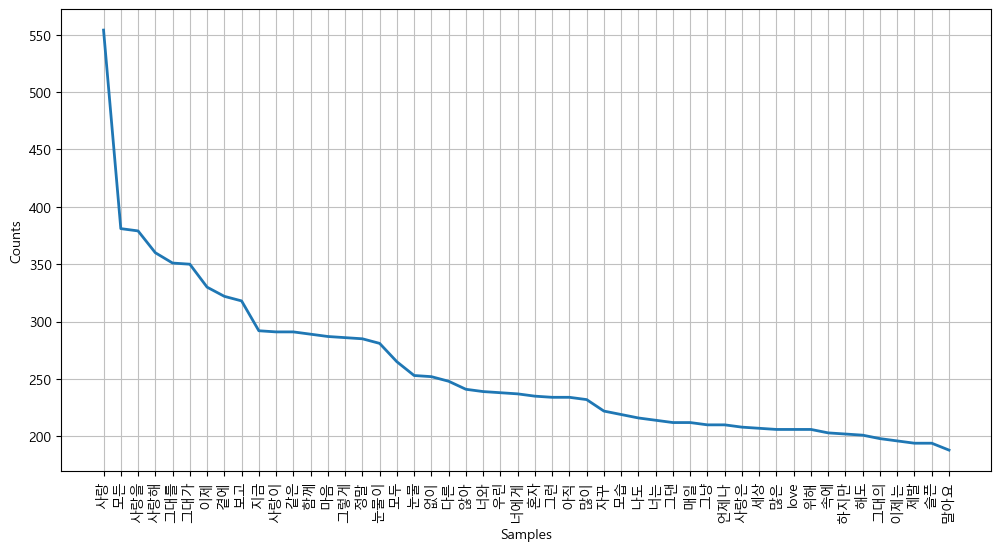 550
500
450
400
350
300
250
200
Counts
사랑
모든
사랑을
사랑해
그대를
그대가
이제
곁에
보고
지금
사랑이
같은
함께
마음
그렇게
정말
눈물이
모두
눈물
없이
다른
않아
너와
우린
너에게
혼자
그런
아직
많이
자꾸
모습
나도
너는
그댄
매일
그냥
언제나
사랑은
세상
많은
love
위해
속에
하지만
해도
그대의
이제는
제발
슬픈
말아요
Samples